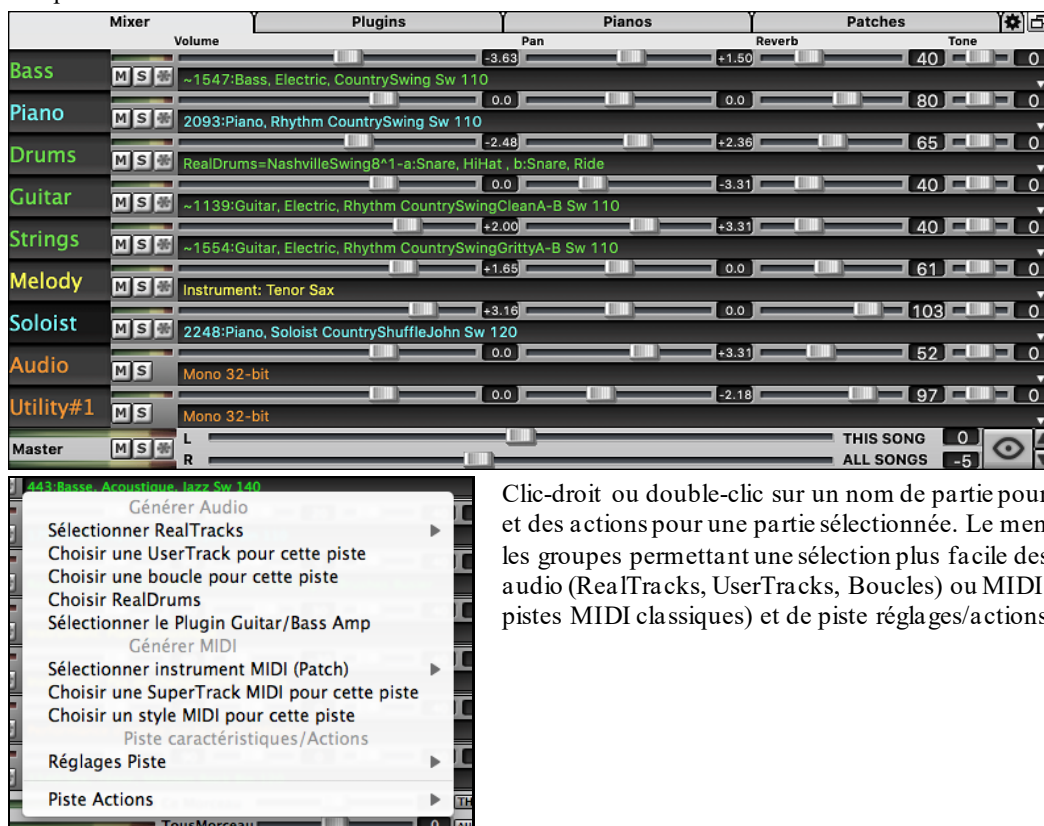 Mixer Plugins Pianos Patches
Volume Pan Reverb Tone
Bass M S -3.63 +1.50 40 0
~1547:Bass, Electric, CountrySwing Sw 110
Piano M S 0.0 0.0 80 0
2093:Piano, Rhythm CountrySwing Sw 110
Drums M S -2.48 +2.36 65 0
RealDrums=NashvilleSwing8^1-a:Snare, HiHat , b:Snare, Ride
Guitar M S 0.0 -3.31 40 0
~1139:Guitar, Electric, Rhythm CountrySwingCleanA-B Sw 110
Strings M S +2.00 +3.31 40 0
~1554:Guitar, Electric, Rhythm CountrySwingGrittyA-B Sw 110
Melody M S +1.65 0.0 61 0
Instrument: Tenor Sax
Soloist M S +3.16 0.0 103 0
2248:Piano, Soloist CountryShuffleJohn Sw 120
Audio M S 0.0 +3.31 52 0
Mono 32-bit
Utility#1 M S 0.0 -2.18 97 0
Mono 32-bit
Master M S L THIS SONG 0
R ALL SONGS -5
443:Basse, Acoustique, Jazz Sw 140
Générer Audio
Sélectionner RealTracks
Choisir une UserTrack pour cette piste
Choisir une boucle pour cette piste
Choisir RealDrums
Sélectionner le Plugin Guitar/Bass Amp
Générer MIDI
Sélectionner instrument MIDI (Patch)
Choisir une SuperTrack MIDI pour cette piste
Choisir un style MIDI pour cette piste
Piste caractéristiques/Actions
Réglages Piste
Piste Actions
TousMorceau 0
Clic-droit ou double-clic sur un nom de partie pour
et des actions pour une partie sélectionnée. Le men
les groupes permettant une sélection plus facile des
audio (RealTracks, UserTracks, Boucles) ou MIDI
pistes MIDI classiques) et de piste réglages/actions